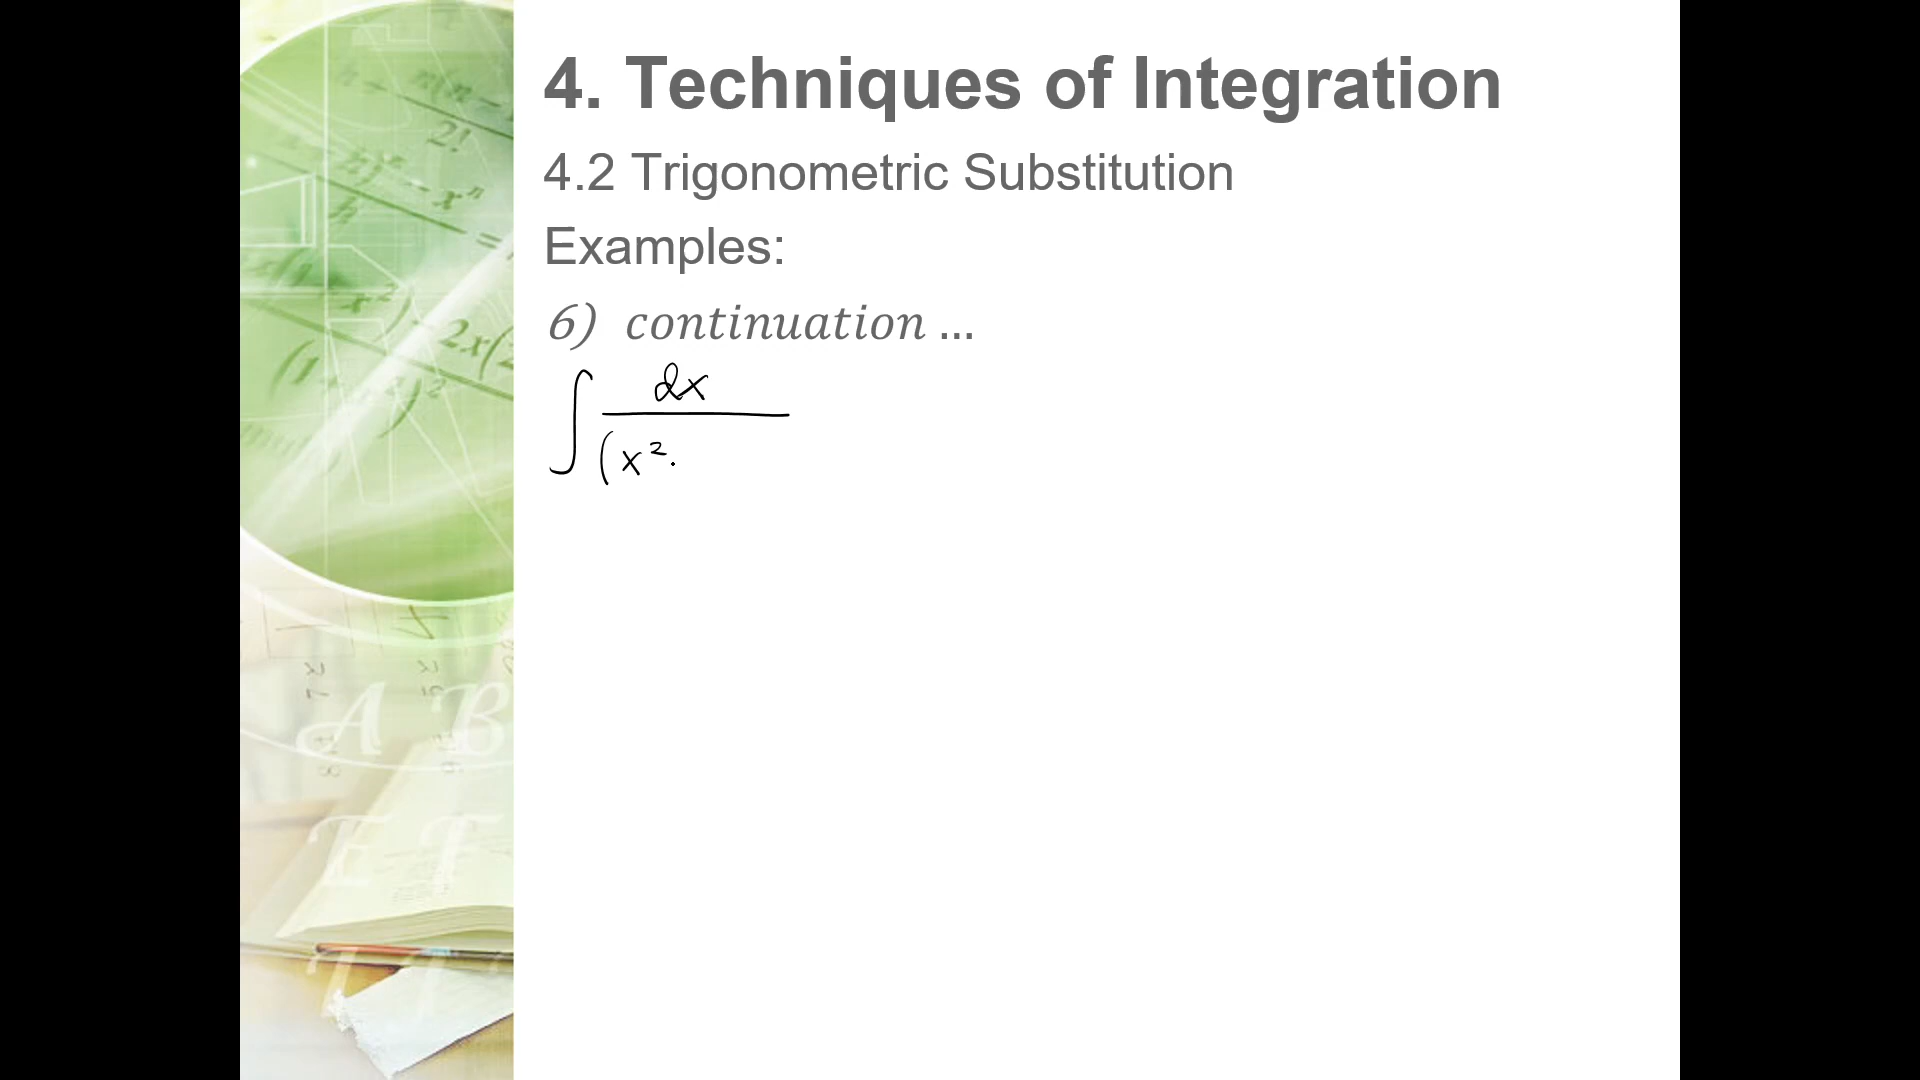 4. Techniques of Integration
4.2 Trigonometric Substitution
Examples:
6) continuation ...
∫ dx / (x².